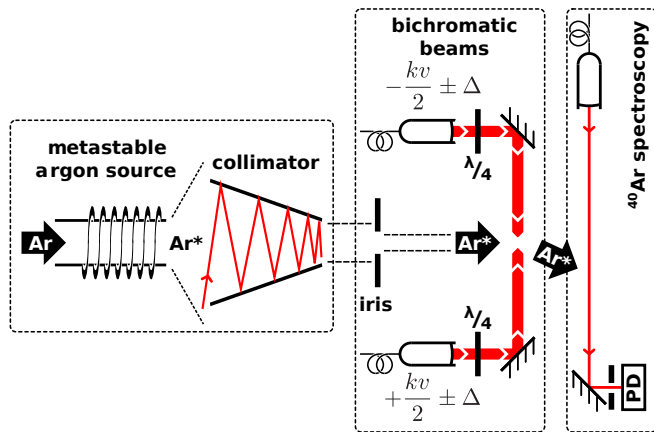 bichromatic
beams
−kv/2 ± Δ
λ/4
metastable
argon source
collimator
Ar
Ar*
iris
Ar*
Ar*
λ/4
+kv/2 ± Δ
⁴⁰Ar spectroscopy
PD